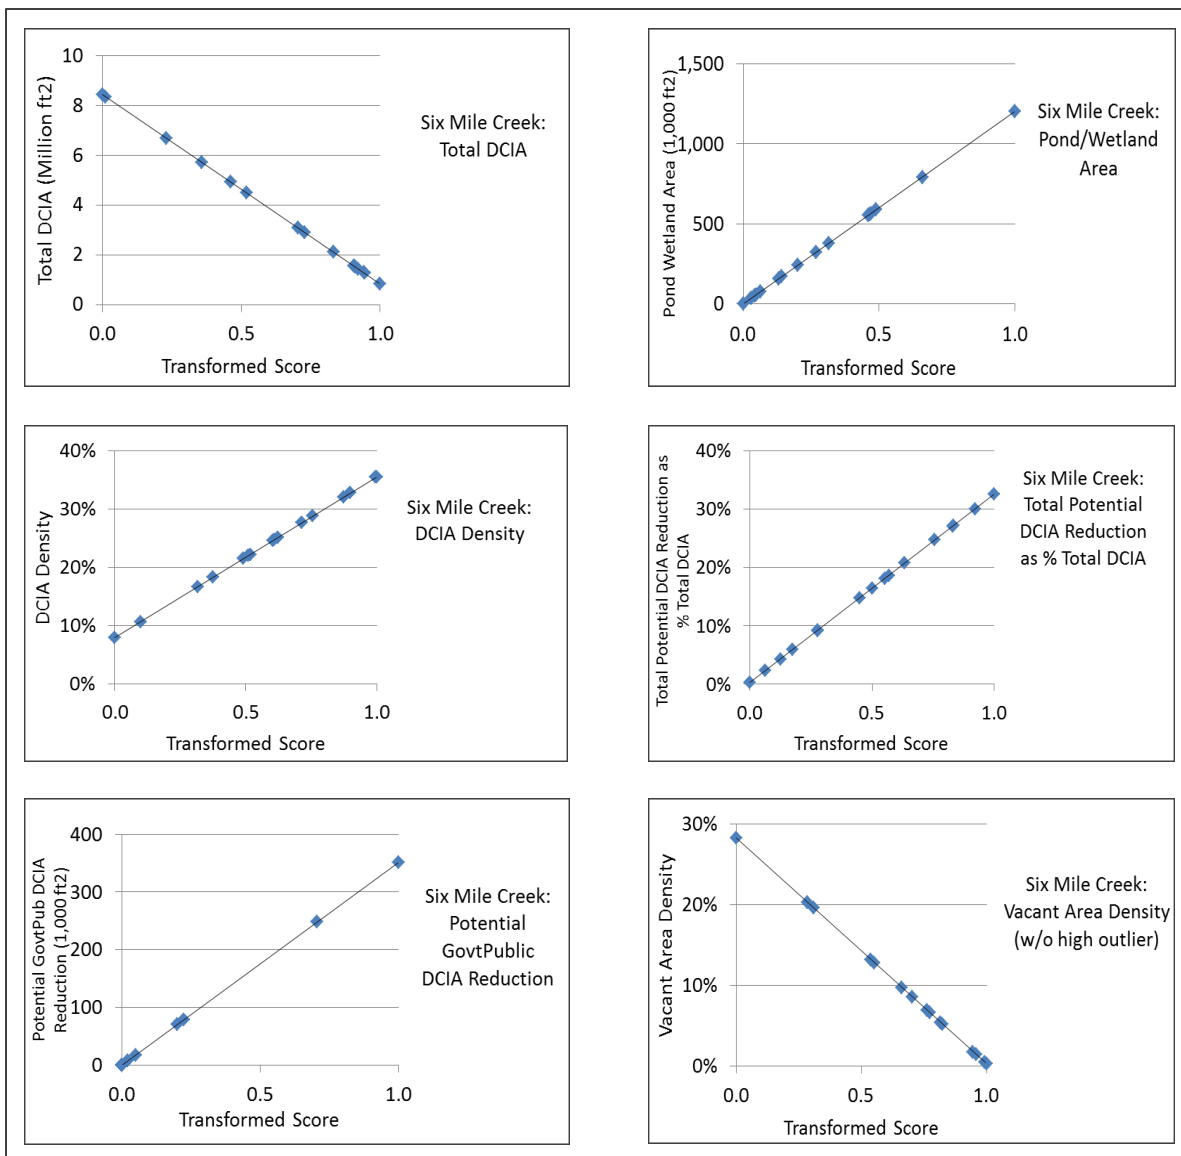 Total DCIA (Million ft2)
10
8
6
4
2
0
0.0 0.5 1.0
Transformed Score
Six Mile Creek:
Total DCIA
Pond Wetland Area (1,000 ft2)
1,500
1,000
500
0
0.0 0.5 1.0
Transformed Score
Six Mile Creek:
Pond/Wetland
Area
DCIA Density
40%
30%
20%
10%
0%
0.0 0.5 1.0
Transformed Score
Six Mile Creek:
DCIA Density
Total Potential DCIA Reduction as
% Total DCIA
40%
30%
20%
10%
0%
0.0 0.5 1.0
Transformed Score
Six Mile Creek:
Total Potential
DCIA Reduction
as % Total DCIA
Potential GovtPub DCIA
Reduction (1,000 ft2)
400
300
200
100
0
0.0 0.5 1.0
Transformed Score
Six Mile Creek:
Potential
GovtPublic
DCIA Reduction
Vacant Area Density
30%
20%
10%
0%
0.0 0.5 1.0
Transformed Score
Six Mile Creek:
Vacant Area Density
(w/o high outlier)